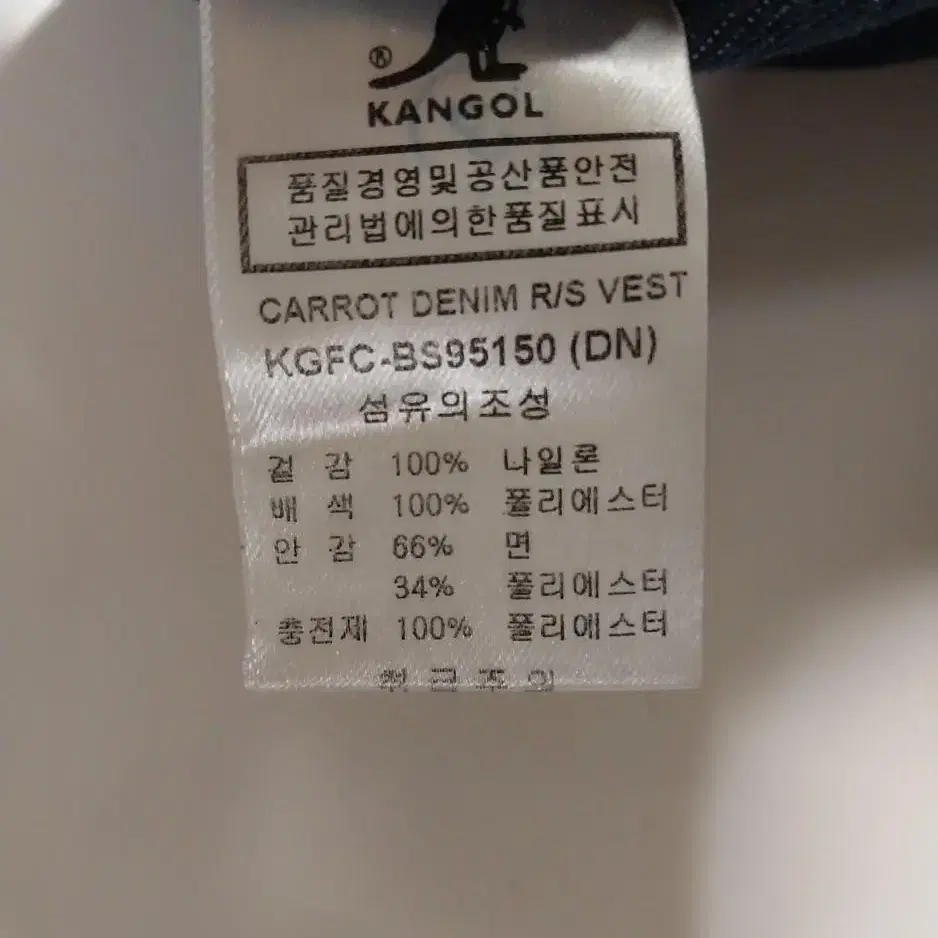 ®
KANGOL
품질경영및공산품안전
관리법에의한품질표시
CARROT DENIM R/S VEST
KGFC-BS95150 (DN)
섬유의조성
겉 감 100% 나일론
배 색 100% 폴리에스터
안 감 66% 면
34% 폴리에스터
충전제 100% 폴리에스터